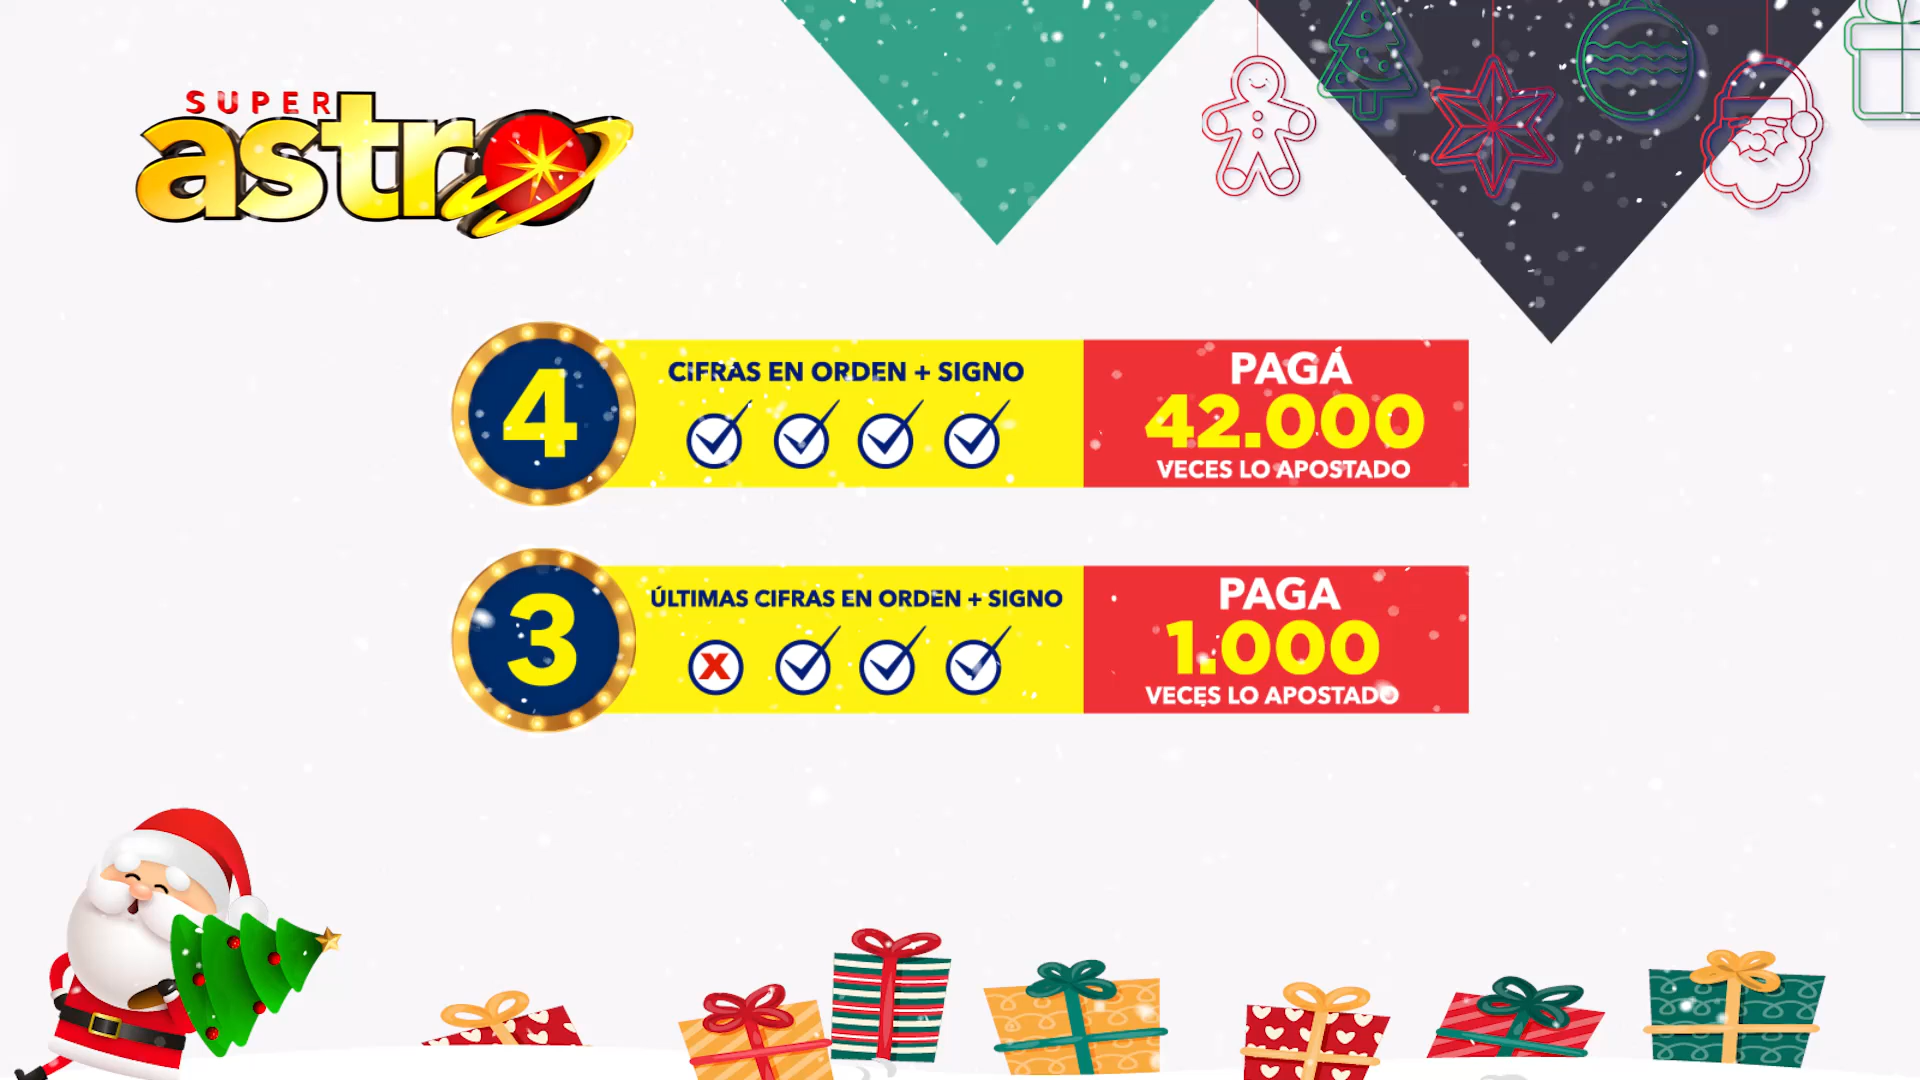 SUPER
astro
4
CIFRAS EN ORDEN + SIGNO
PAGA
42.000
VECES LO APOSTADO
3
ÚLTIMAS CIFRAS EN ORDEN + SIGNO
X
PAGA
1.000
VECES LO APOSTADO